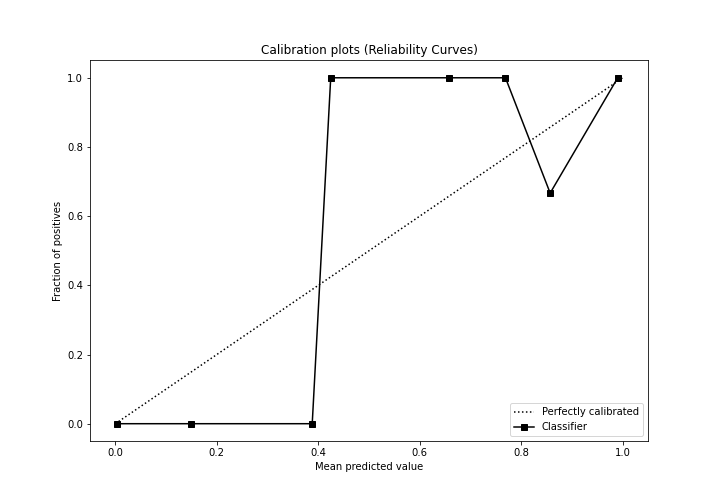 Calibration plots (Reliability Curves)
1.0
0.8
0.6
0.4
0.2
0.0
Fraction of positives
0.0 0.2 0.4 0.6 0.8 1.0
Mean predicted value
Perfectly calibrated
Classifier